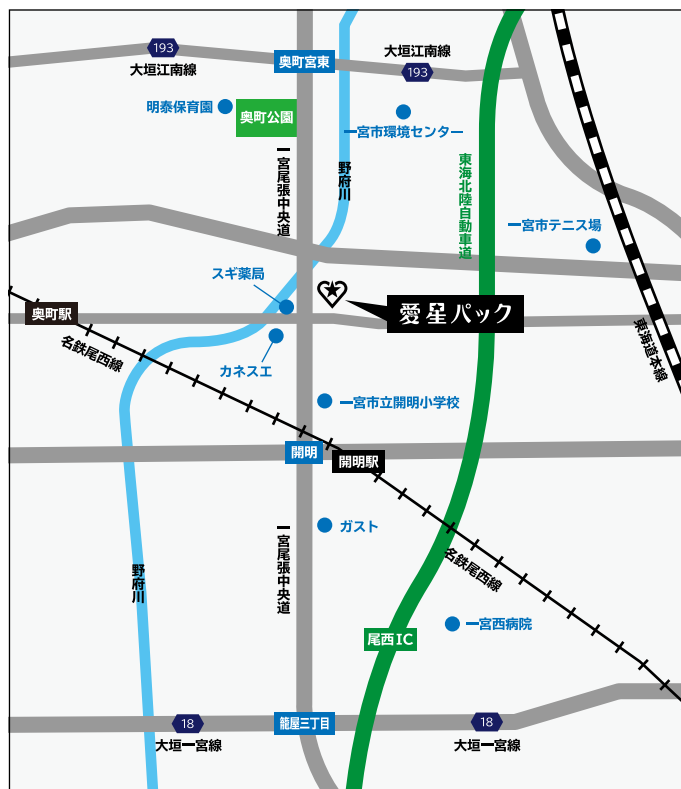 193
大垣江南線
奥町宮東
大垣江南線
193
明泰保育園
奥町公園
一宮市環境センター
一宮尾張中央道
野府川
東海北陸自動車道
一宮市テニス場
スギ薬局
奥町駅
愛星パック
名鉄尾西線
カネスエ
東海道本線
一宮市立開明小学校
開明
開明駅
ガスト
一宮尾張中央道
野府川
名鉄尾西線
一宮西病院
尾西IC
18
大垣一宮線
籠屋三丁目
18
大垣一宮線